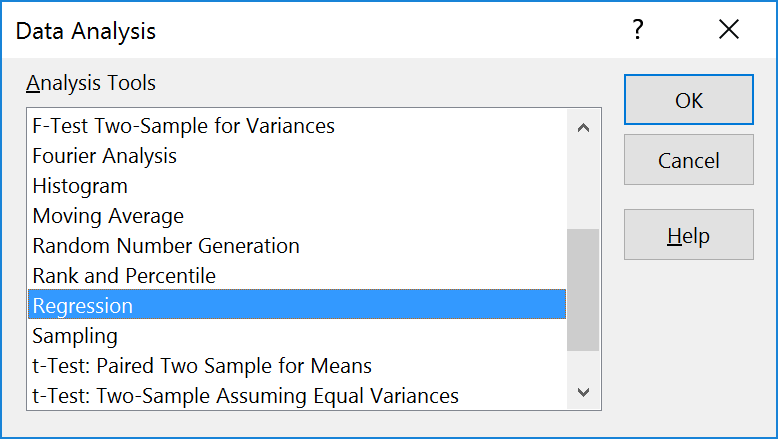 Data Analysis
?
Analysis Tools
F-Test Two-Sample for Variances
Fourier Analysis
Histogram
Moving Average
Random Number Generation
Rank and Percentile
Regression
Sampling
t-Test: Paired Two Sample for Means
t-Test: Two-Sample Assuming Equal Variances
OK
Cancel
Help